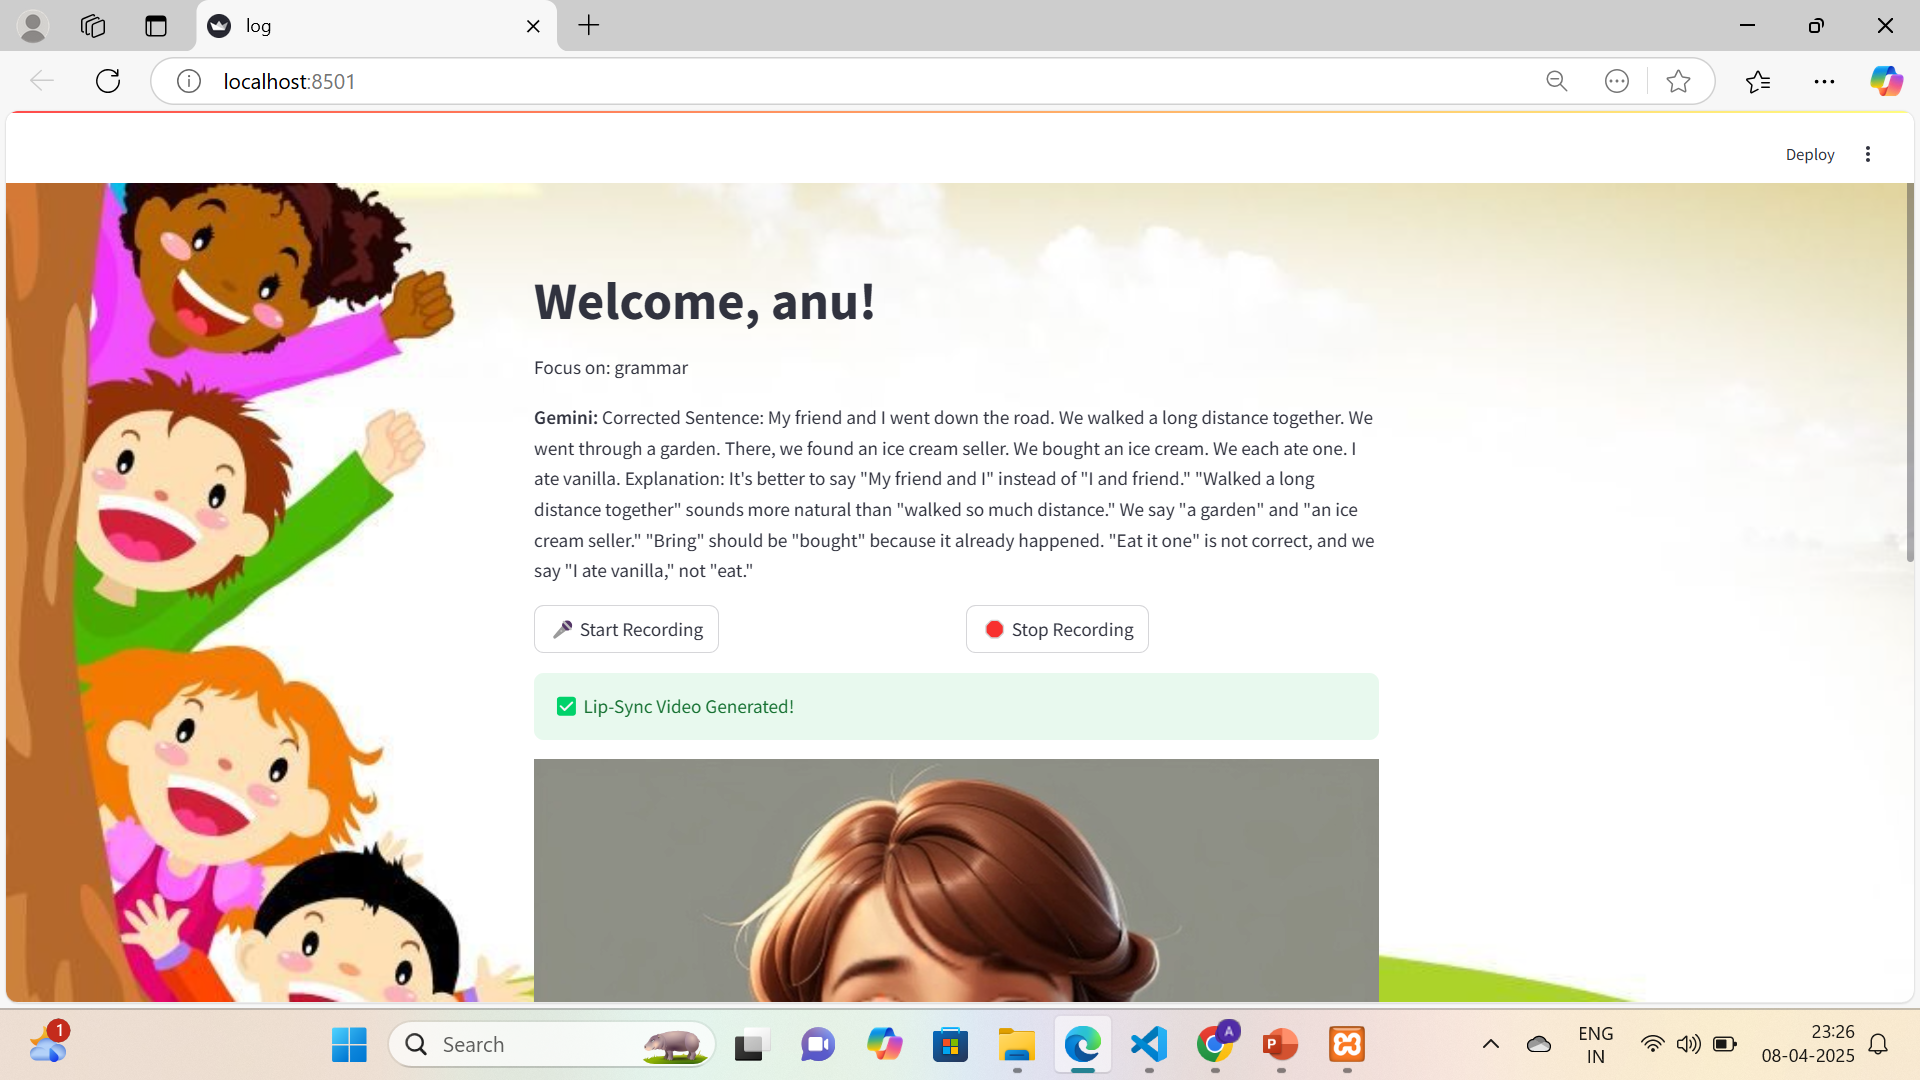 log
localhost:8501
Deploy
Welcome, anu!
Focus on: grammar
Gemini: Corrected Sentence: My friend and I went down the road. We walked a long distance together. We
went through a garden. There, we found an ice cream seller. We bought an ice cream. We each ate one. I
ate vanilla. Explanation: It's better to say "My friend and I" instead of "I and friend." "Walked a long
distance together" sounds more natural than "walked so much distance." We say "a garden" and "an ice
cream seller." "Bring" should be "bought" because it already happened. "Eat it one" is not correct, and we
say "I ate vanilla," not "eat."
Start Recording
Stop Recording
Lip-Sync Video Generated!
1
Search
A
P
ENG
IN
23:26
08-04-2025